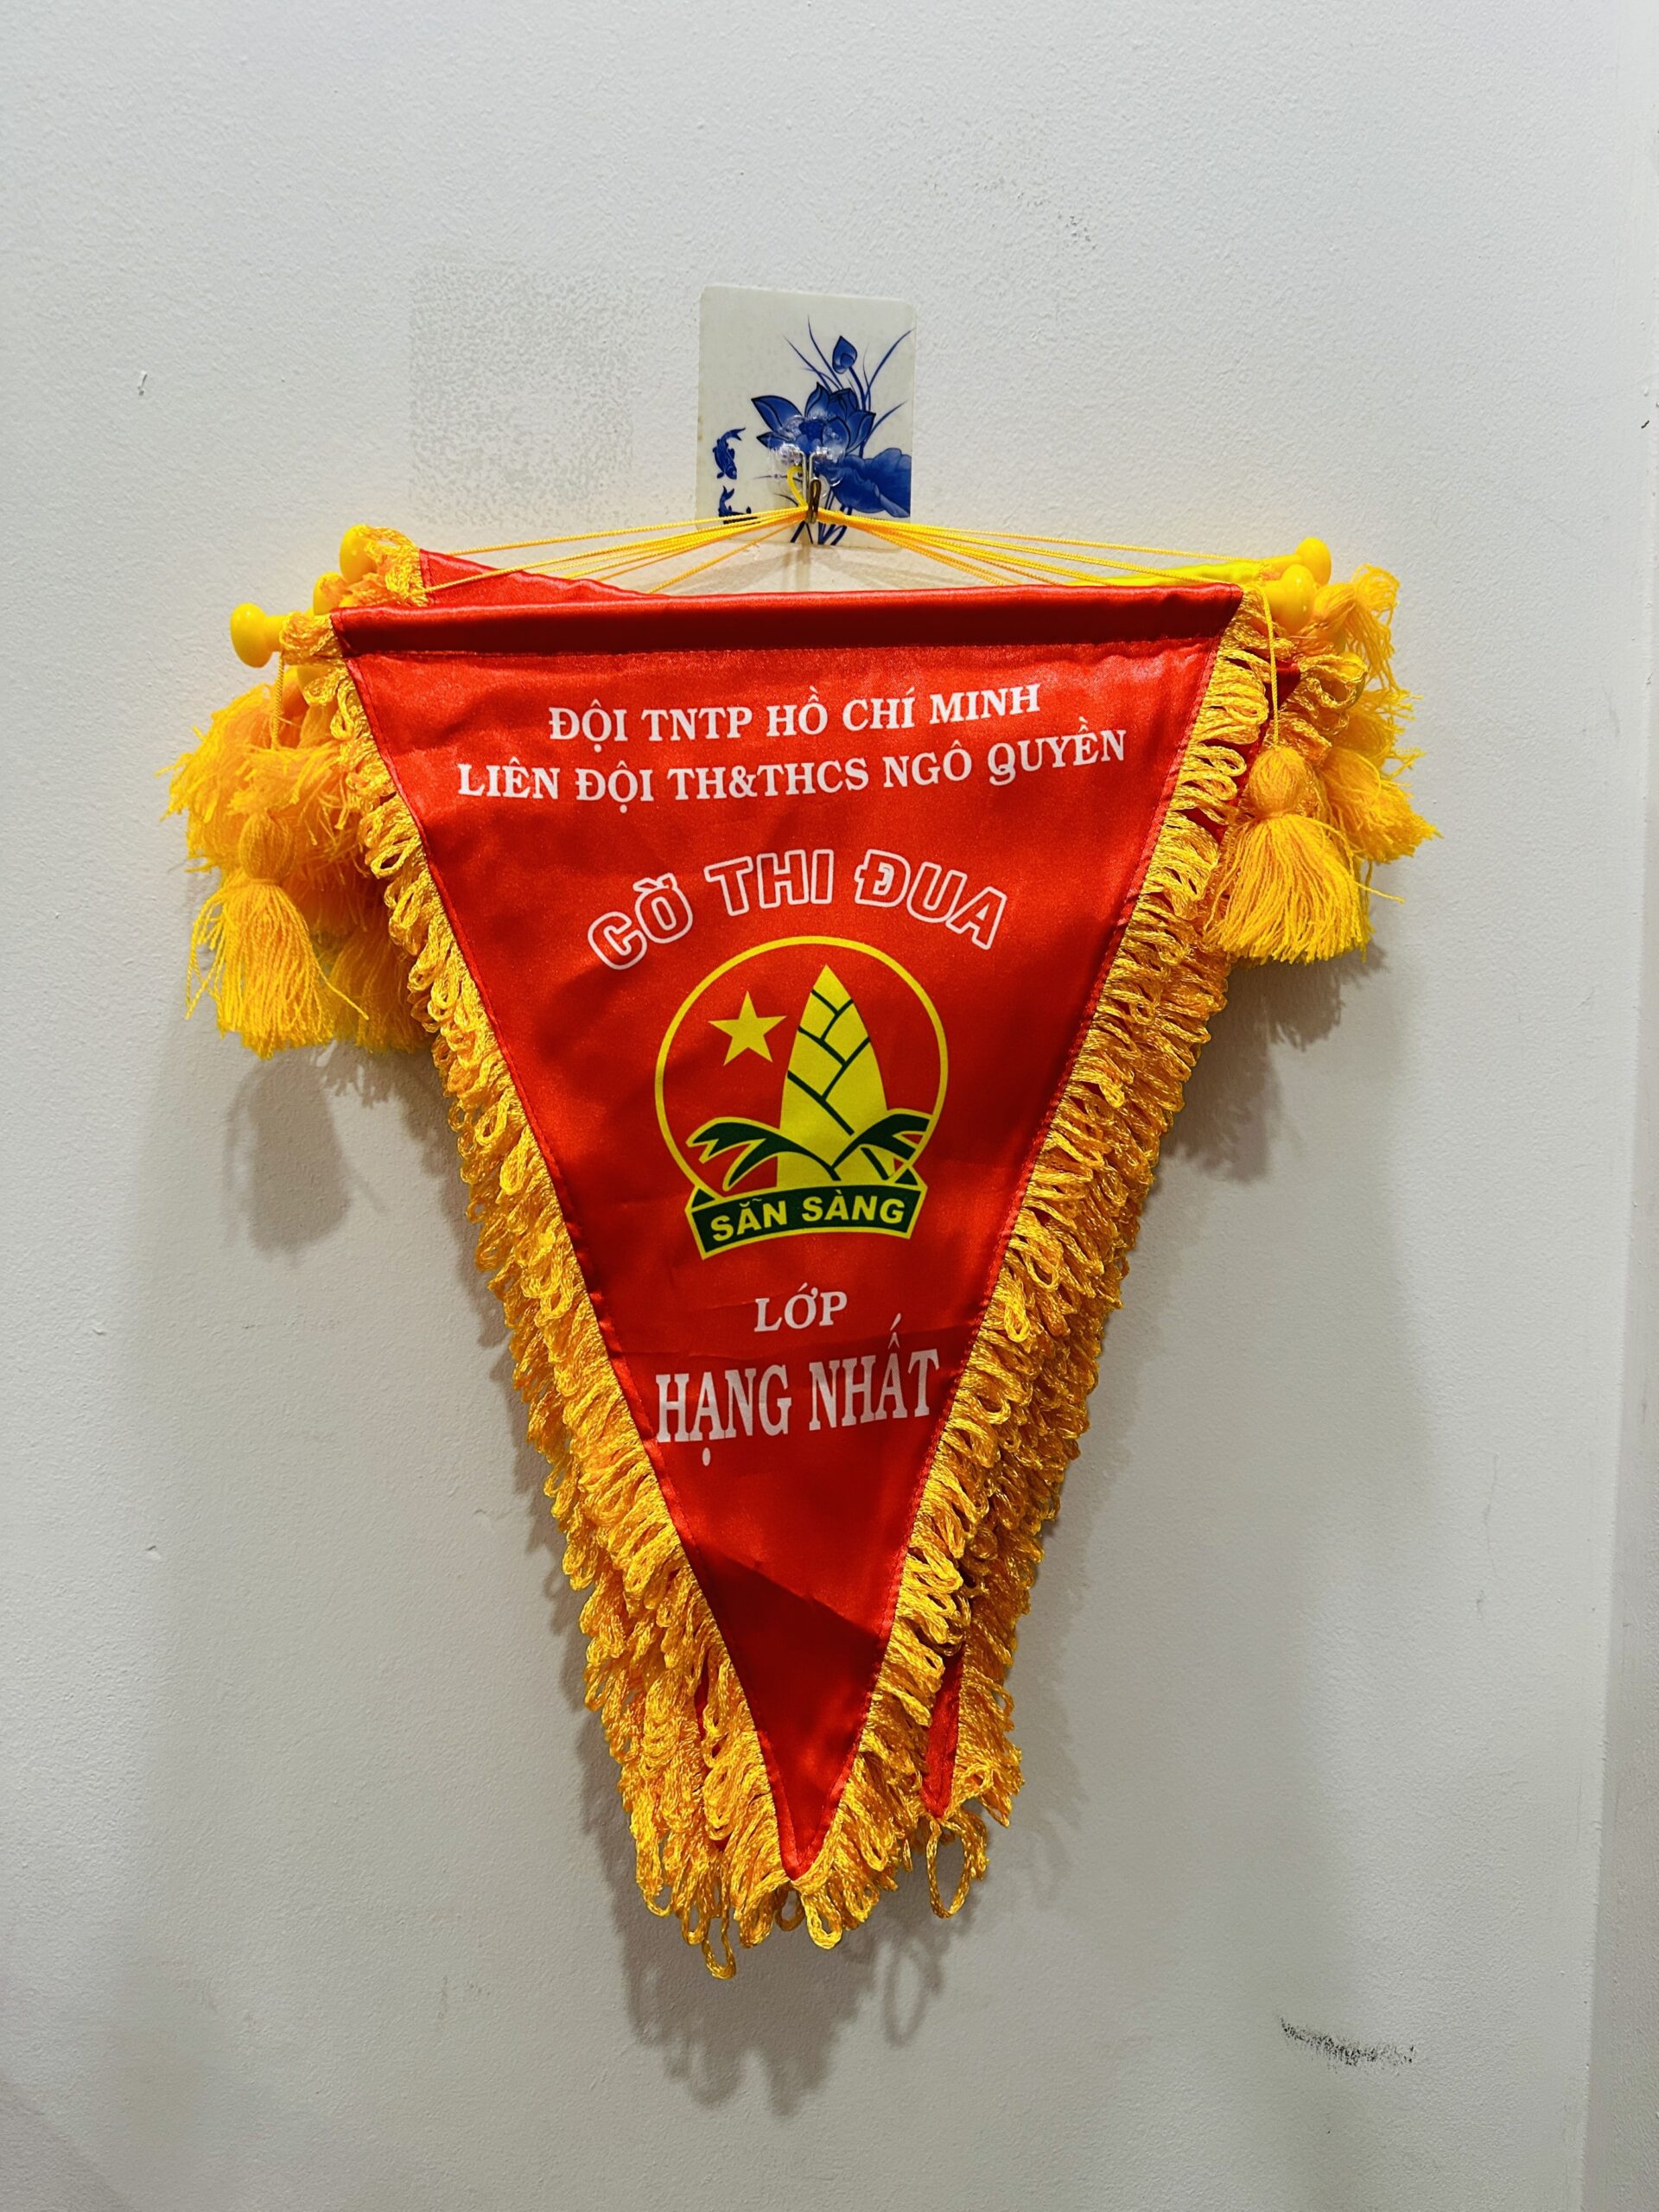 ĐỘI TNTP HỒ CHÍ MINH
LIÊN ĐỘI TH&THCS NGÔ QUYỀN
CỜ THI ĐUA
SẴN SÀNG
LỚP
HẠNG NHẤT